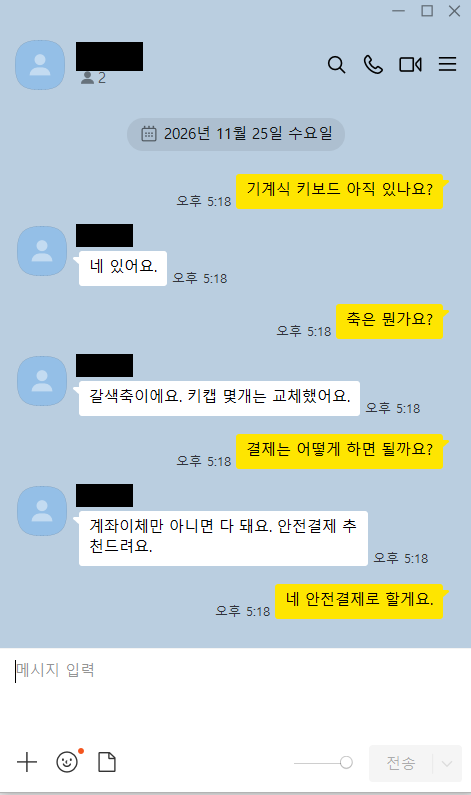 2
2026년 11월 25일 수요일
오후 5:18 기계식 키보드 아직 있나요?
네 있어요. 오후 5:18
오후 5:18 축은 뭔가요?
갈색축이에요. 키캡 몇개는 교체했어요. 오후 5:18
오후 5:18 결제는 어떻게 하면 될까요?
계좌이체만 아니면 다 돼요. 안전결제 추
천드려요. 오후 5:18
오후 5:18 네 안전결제로 할게요.
메시지 입력
전송